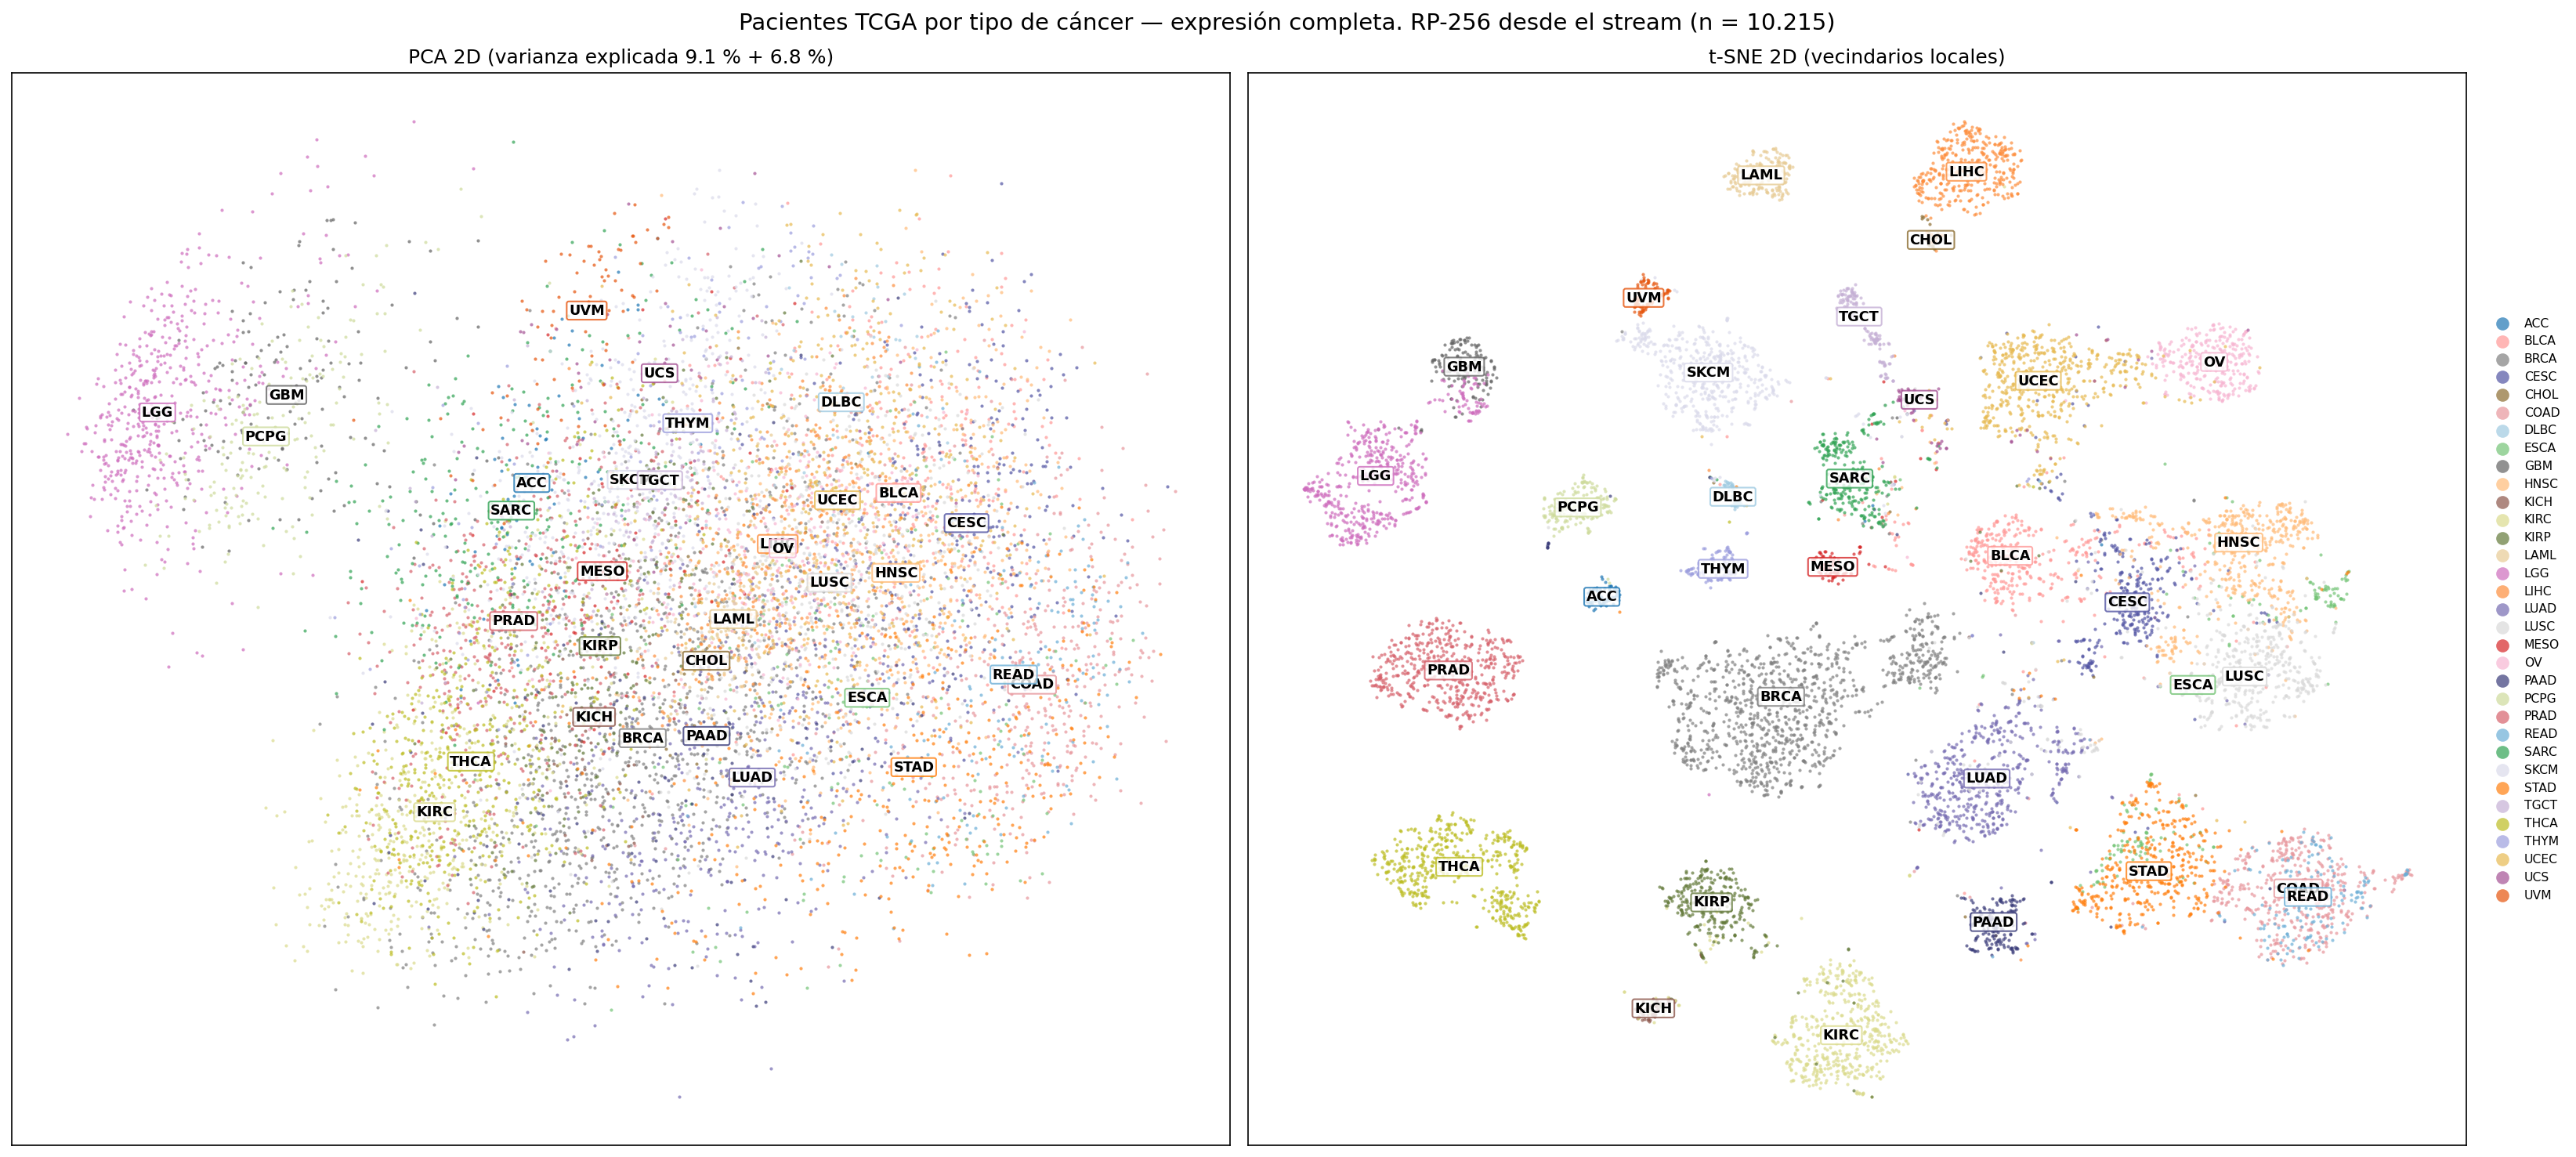 Pacientes TCGA por tipo de cáncer — expresión completa. RP-256 desde el stream (n = 10.215)
PCA 2D (varianza explicada 9.1 % + 6.8 %)
UVM
UCS
GBM
DLBC
LGG
THYM
PCPG
SKC
TGCT
ACC
BLCA
UCEC
SARC
CESC
L
OV
MESO
HNSC
LUSC
LAML
PRAD
KIRP
CHOL
READ
COAD
ESCA
KICH
PAAD
BRCA
THCA
STAD
LUAD
KIRC
t-SNE 2D (vecindarios locales)
LIHC
LAML
CHOL
UVM
TGCT
OV
GBM
SKCM
UCEC
UCS
LGG
SARC
DLBC
PCPG
HNSC
BLCA
MESO
THYM
ACC
CESC
PRAD
LUSC
ESCA
BRCA
LUAD
THCA
STAD
COAD
READ
KIRP
PAAD
KICH
KIRC
ACC
BLCA
BRCA
CESC
CHOL
COAD
DLBC
ESCA
GBM
HNSC
KICH
KIRC
KIRP
LAML
LGG
LIHC
LUAD
LUSC
MESO
OV
PAAD
PCPG
PRAD
READ
SARC
SKCM
STAD
TGCT
THCA
THYM
UCEC
UCS
UVM